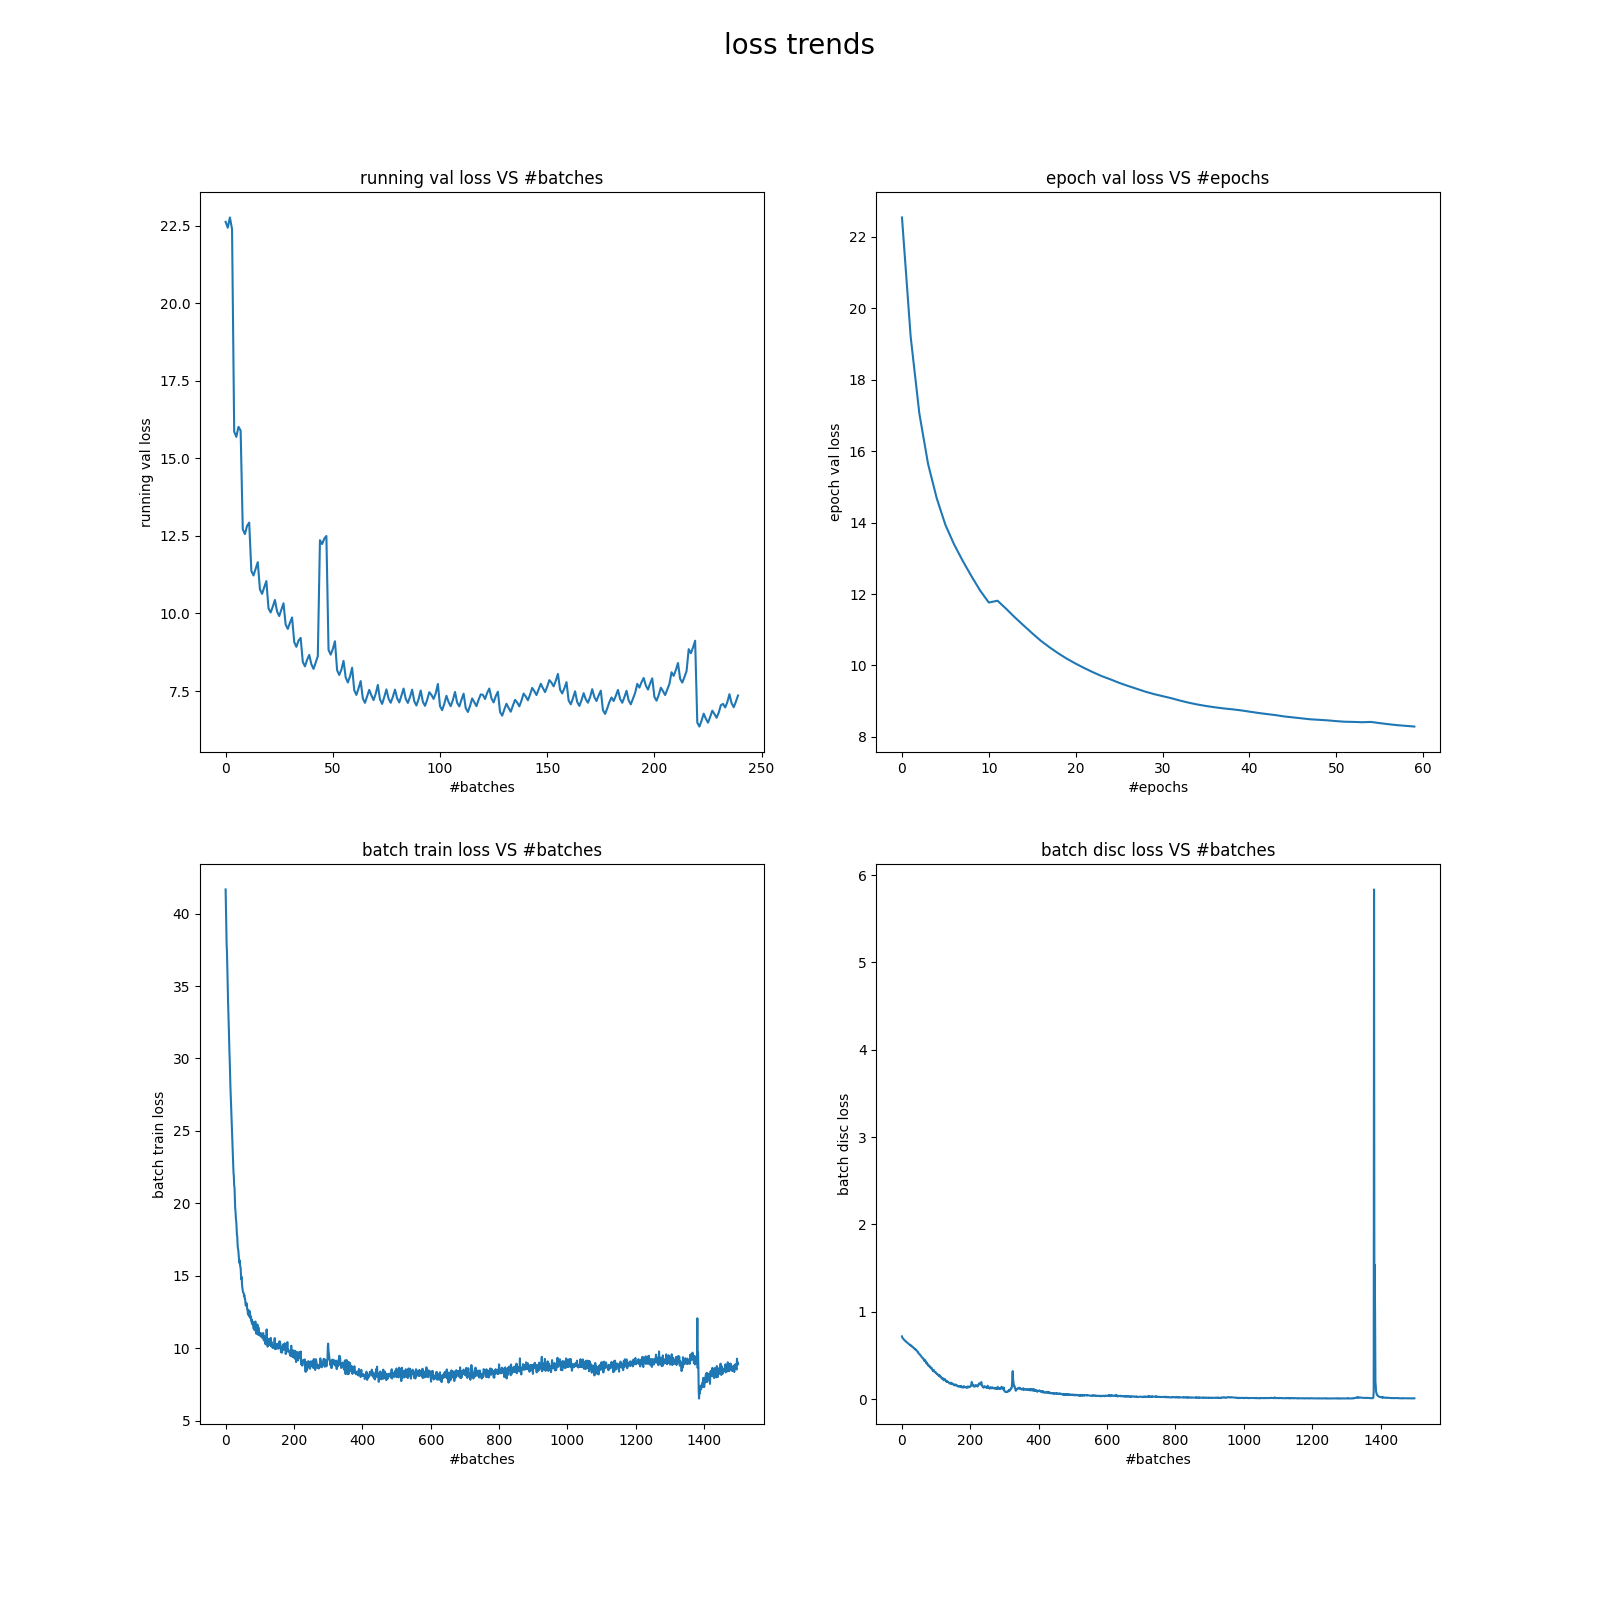 loss trends
running val loss VS #batches
running val loss
22.5
20.0
17.5
15.0
12.5
10.0
7.5
0 50 100 150 200 250
#batches
epoch val loss VS #epochs
epoch val loss
22
20
18
16
14
12
10
8
0 10 20 30 40 50 60
#epochs
batch train loss VS #batches
batch train loss
40
35
30
25
20
15
10
5
0 200 400 600 800 1000 1200 1400
#batches
batch disc loss VS #batches
batch disc loss
6
5
4
3
2
1
0
0 200 400 600 800 1000 1200 1400
#batches